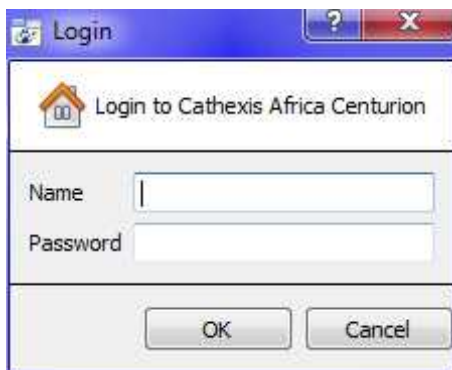 Login
Login to Cathexis Africa Centurion
Name
Password
OK
Cancel